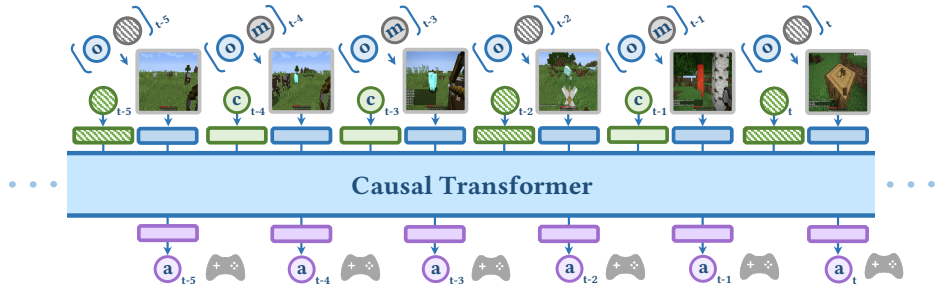 o t-5 o m t-4 o m t-3 o t-2 o m t-1 o t
t-5 c t-4 c t-3 t-2 c t-1 t
Causal Transformer
a t-5 a t-4 a t-3 a t-2 a t-1 a t